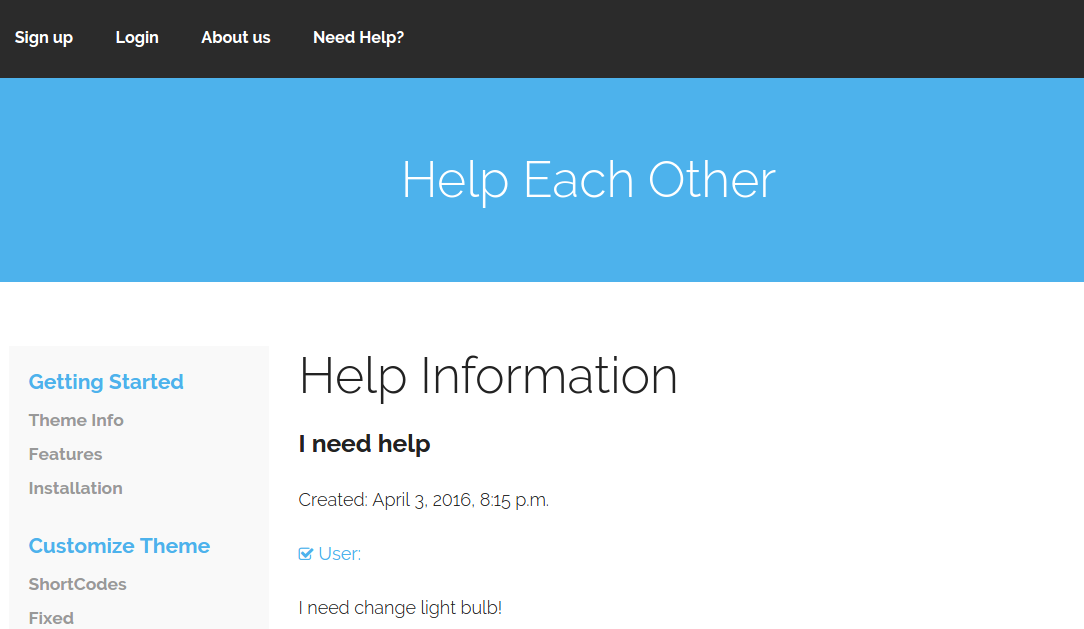 Sign up Login About us Need Help?
Help Each Other
Getting Started
Theme Info
Features
Installation
Customize Theme
ShortCodes
Fixed
Help Information
I need help
Created: April 3, 2016, 8:15 p.m.
User:
I need change light bulb!